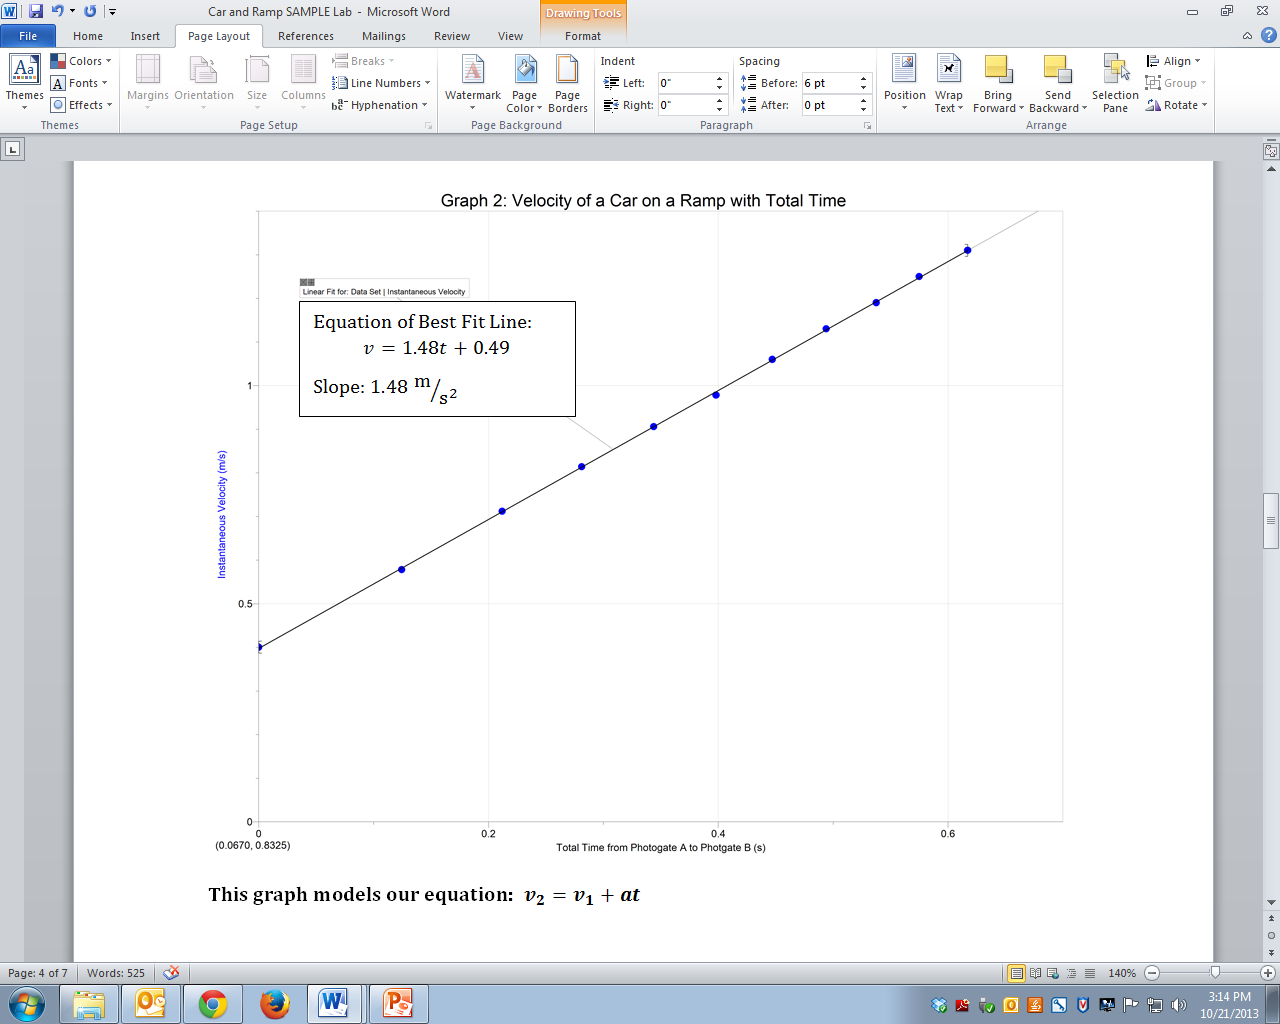 Car and Ramp SAMPLE Lab - Microsoft Word
Drawing Tools
File Home Insert Page Layout References Mailings Review View Format
Themes
Colors
Fonts
Effects
Themes
Margins
Orientation
Size
Columns
Breaks
Line Numbers
Hyphenation
Page Setup
Watermark
Page Color
Page Borders
Page Background
Indent
Left: 0"
Right: 0"
Spacing
Before: 6 pt
After: 0 pt
Paragraph
Position
Wrap Text
Bring Forward
Send Backward
Selection Pane
Align
Group
Rotate
Arrange
Graph 2: Velocity of a Car on a Ramp with Total Time
Linear Fit for: Data Set | Instantaneous Velocity
Equation of Best Fit Line:
v = 1.48t + 0.49
Slope: 1.48 m/s²
Instantaneous Velocity (m/s)
1
0.5
0
0 0.2 0.4 0.6
(0.0670, 0.8325)
Total Time from Photogate A to Photgate B (s)
This graph models our equation: v₂ = v₁ + at
Page: 4 of 7 Words: 525 140%
3:14 PM
10/21/2013